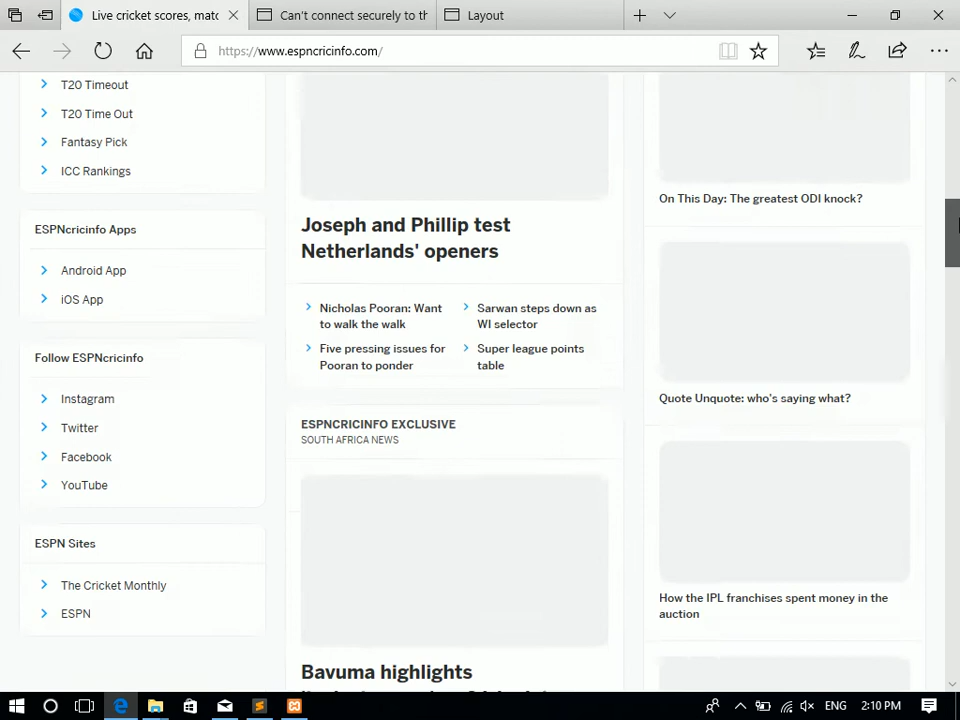 Live cricket scores, matc
Can't connect securely to th
Layout
https://www.espncricinfo.com/
T20 Timeout
T20 Time Out
Fantasy Pick
ICC Rankings
ESPNcricinfo Apps
Android App
iOS App
Follow ESPNcricinfo
Instagram
Twitter
Facebook
YouTube
ESPN Sites
The Cricket Monthly
ESPN
Joseph and Phillip test
Netherlands' openers
Nicholas Pooran: Want
to walk the walk
Sarwan steps down as
WI selector
Five pressing issues for
Pooran to ponder
Super league points
table
ESPNCRICINFO EXCLUSIVE
SOUTH AFRICA NEWS
Bavuma highlights
On This Day: The greatest ODI knock?
Quote Unquote: who's saying what?
How the IPL franchises spent money in the
auction
ENG
2:10 PM